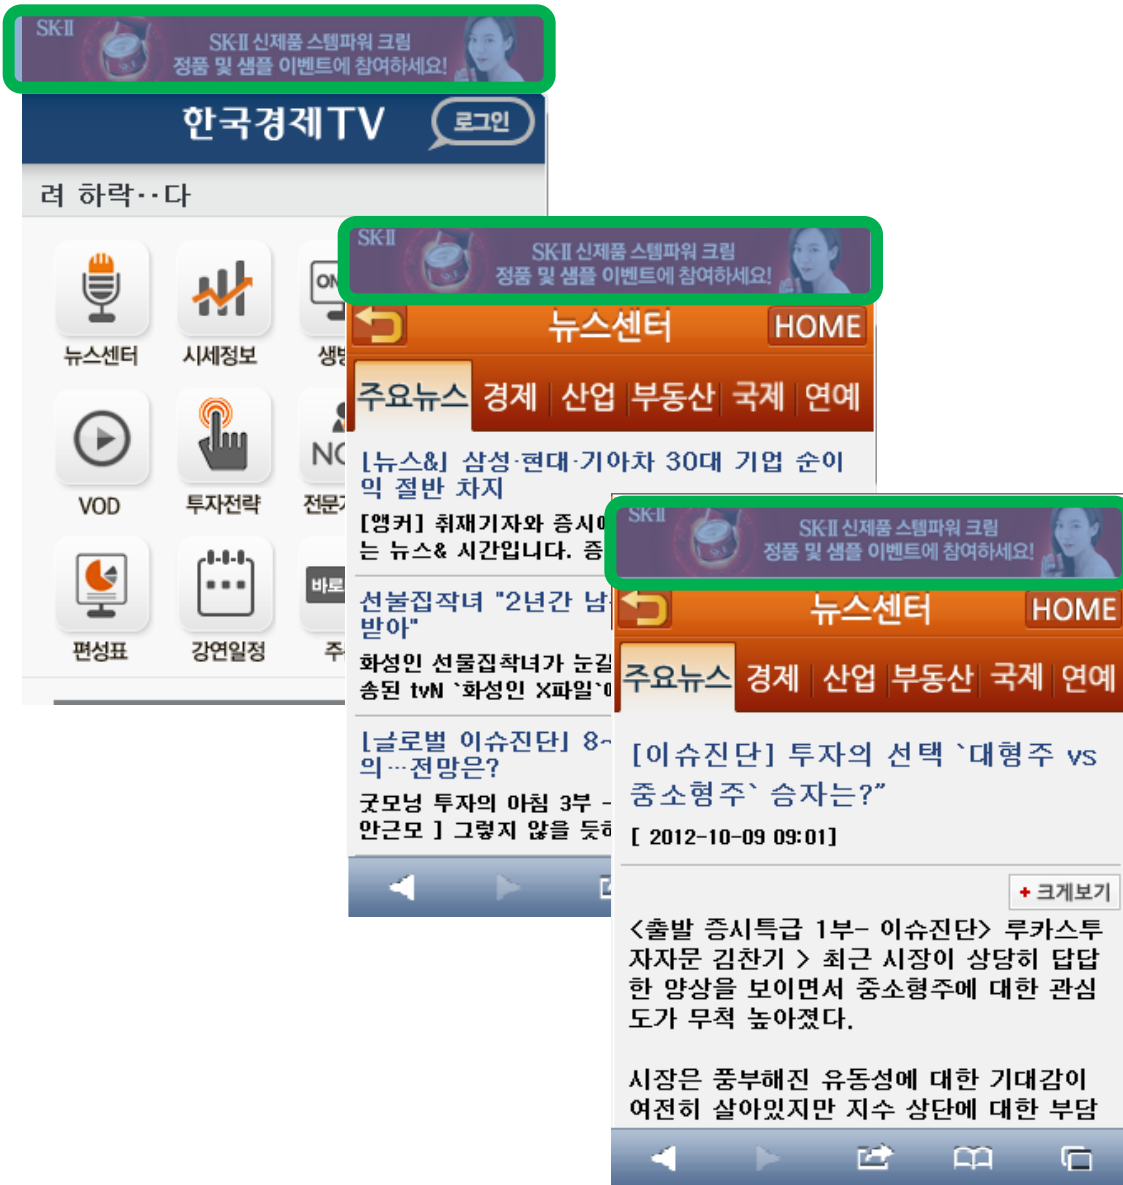 SK-II
SK-II 신제품 스템파워 크림
정품 및 샘플 이벤트에 참여하세요!
한국경제TV
로그인
려 하락··다
뉴스센터
시세정보
VOD
투자전략
편성표
강연일정
SK-II
SK-II 신제품 스템파워 크림
정품 및 샘플 이벤트에 참여하세요!
뉴스센터
HOME
주요뉴스 경제 산업 부동산 국제 연예
[뉴스&] 삼성·현대·기아차 30대 기업 순이
익 절반 차지
[앵커] 취재기자와 증시에
는 뉴스& 시간입니다. 증
선물집착녀 "2년간 남
받아"
화성인 선물집착녀가 눈길
송된 tvN `화성인 X파일`에
[글로벌 이슈진단] 8~
의…전망은?
굿모닝 투자의 아침 3부 -
안근모 ] 그렇지 않을 듯하
SK-II
SK-II 신제품 스템파워 크림
정품 및 샘플 이벤트에 참여하세요!
뉴스센터
HOME
주요뉴스 경제 산업 부동산 국제 연예
[이슈진단] 투자의 선택 `대형주 vs
중소형주` 승자는?"
[ 2012-10-09 09:01]
+ 크게보기
<출발 증시특급 1부- 이슈진단> 루카스투
자자문 김찬기 > 최근 시장이 상당히 답답
한 양상을 보이면서 중소형주에 대한 관심
도가 무척 높아졌다.
시장은 풍부해진 유동성에 대한 기대감이
여전히 살아있지만 지수 상단에 대한 부담